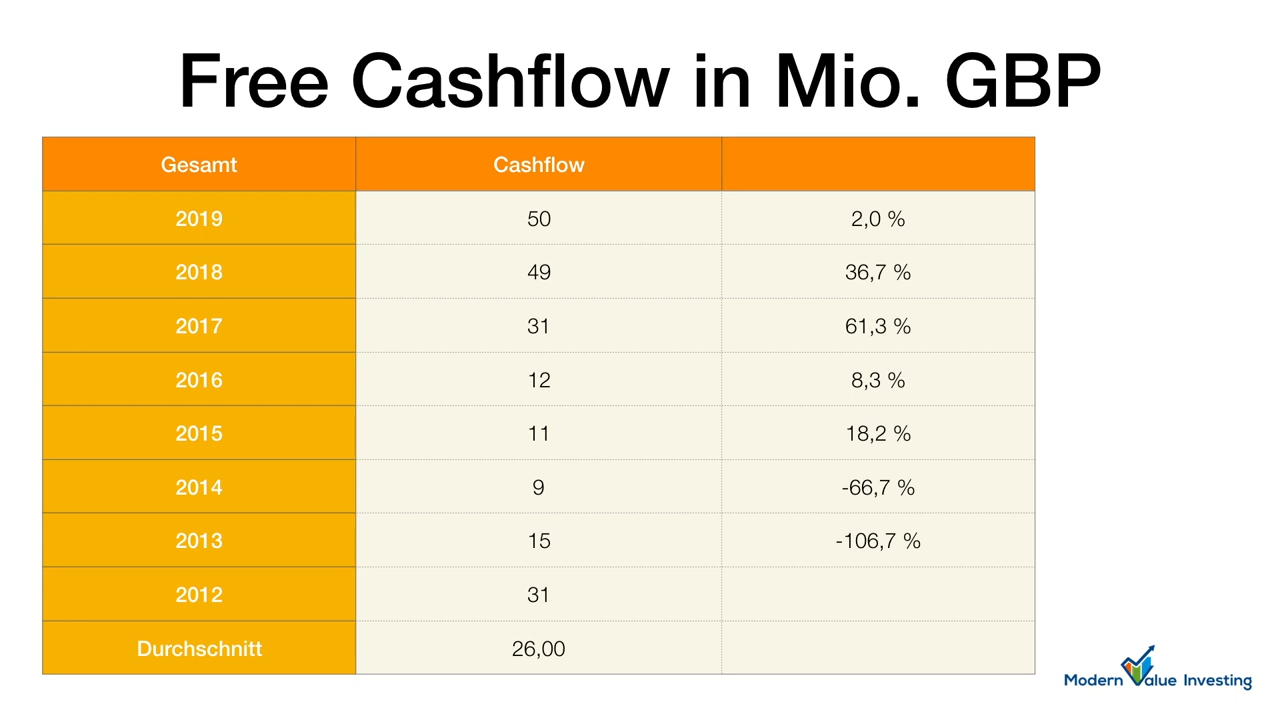 Free Cashflow in Mio. GBP
Gesamt Cashflow
2019 50 2,0 %
2018 49 36,7 %
2017 31 61,3 %
2016 12 8,3 %
2015 11 18,2 %
2014 9 -66,7 %
2013 15 -106,7 %
2012 31
Durchschnitt 26,00
Modern Value Investing